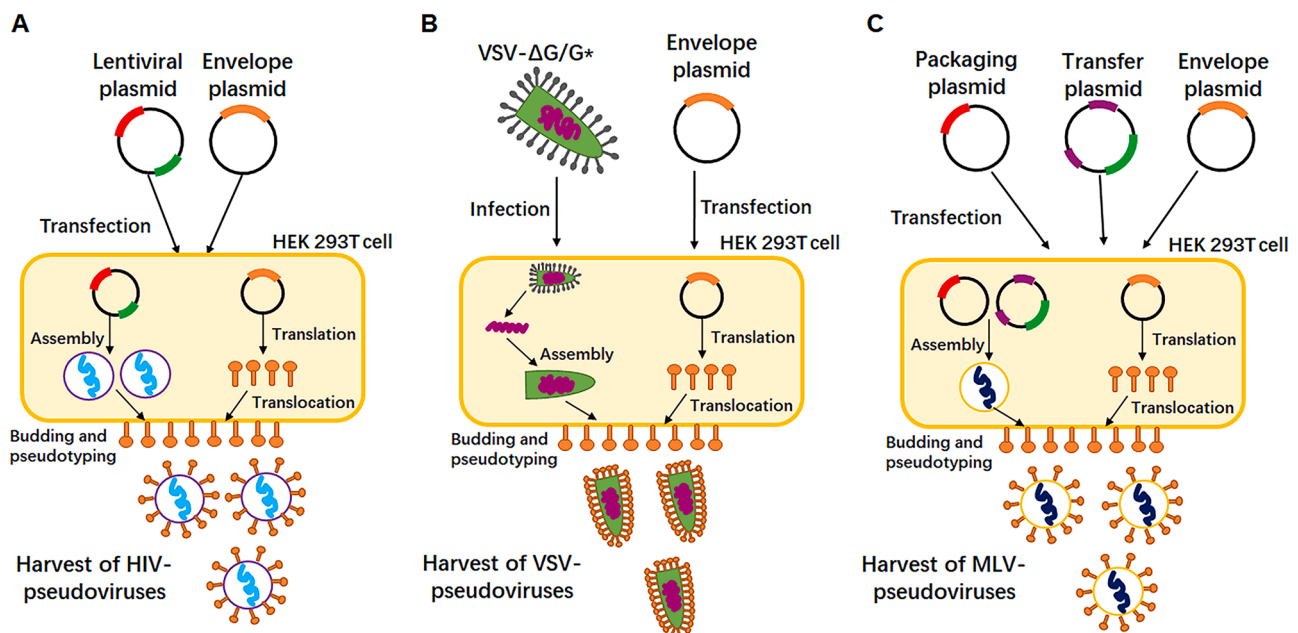 A
Lentiviral
plasmid
Envelope
plasmid
Transfection
HEK 293T cell
Assembly
Translation
Translocation
Budding and
pseudotyping
Harvest of HIV-
pseudoviruses
B
VSV-ΔG/G*
Envelope
plasmid
Infection
Transfection
HEK 293T cell
Assembly
Translation
Translocation
Budding and
pseudotyping
Harvest of VSV-
pseudoviruses
C
Packaging
plasmid
Transfer
plasmid
Envelope
plasmid
Transfection
HEK 293T cell
Assembly
Translation
Translocation
Budding and
pseudotyping
Harvest of MLV-
pseudoviruses